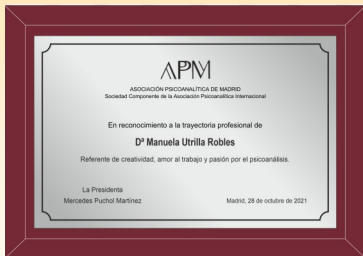 APM
ASOCIACIÓN PSICOANALÍTICA DE MADRID
Sociedad Componente de la Asociación Psicoanalítica Internacional
En reconocimiento a la trayectoria profesional de
Dª Manuela Utrilla Robles
Referente de creatividad, amor al trabajo y pasión por el psicoanálisis.
La Presidenta
Mercedes Puchol Martínez
Madrid, 28 de octubre de 2021